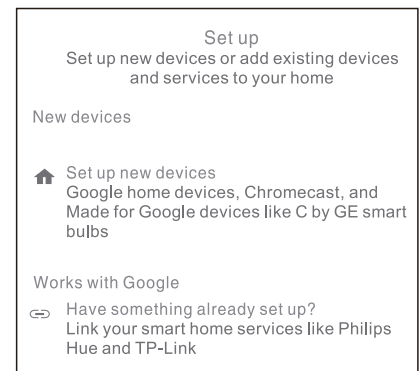 Set up
Set up new devices or add existing devices
and services to your home
New devices
Set up new devices
Google home devices, Chromecast, and
Made for Google devices like C by GE smart
bulbs
Works with Google
Have something already set up?
Link your smart home services like Philips
Hue and TP-Link